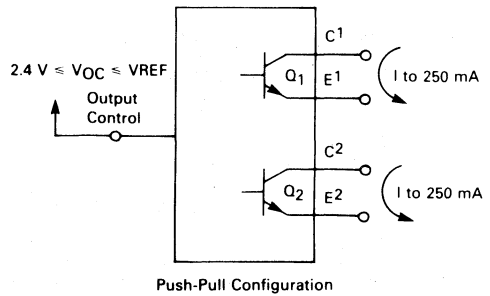 2.4 V ≤ VOC ≤ VREF
Output
Control
C1
Q1
E1
I to 250 mA
C2
Q2
E2
I to 250 mA
Push-Pull Configuration